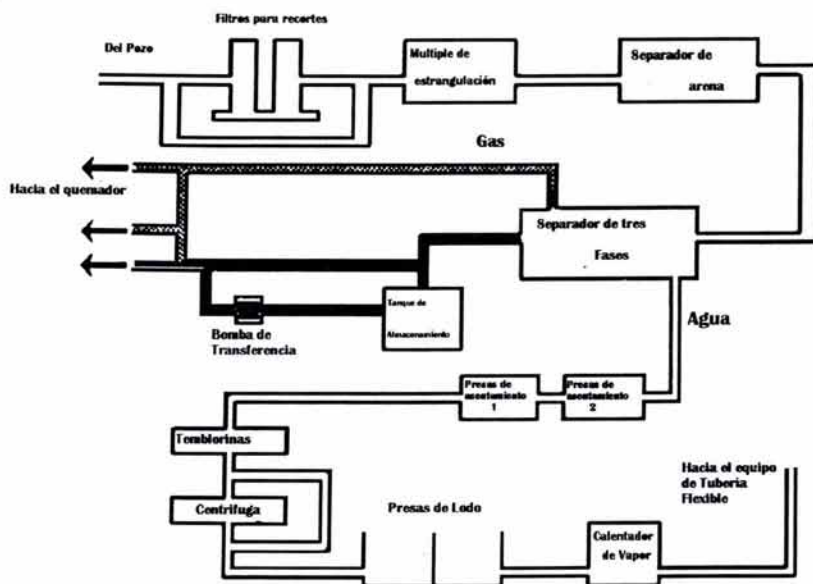 Filtros para recortes
Del Pozo
Multiple de
estrangulación
Separador de
arena
Gas
Hacia el quemador
Separador de tres
Fases
Tanque de
Almacenamiento
Bomba de
Transferencia
Agua
Presas de
asentamiento
1
Presas de
asentamiento
2
Temblorinas
Centrifuga
Presas de Lodo
Calentador
de Vapor
Hacia el equipo
de Tuberia
Flexible